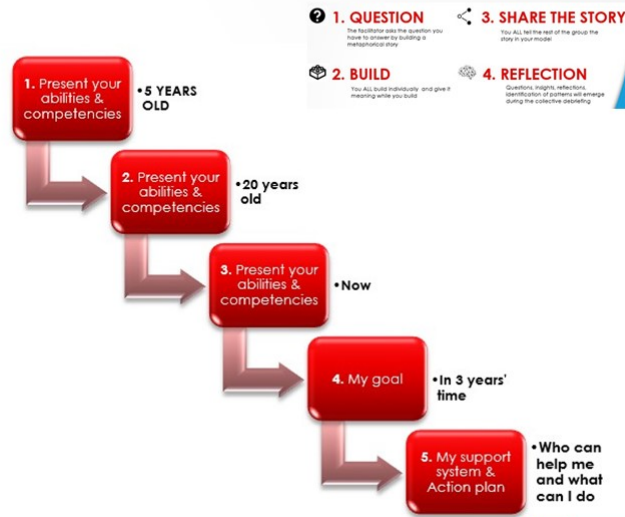 1. QUESTION
The facilitator asks the question you
have to answer by building a
metaphorical story
3. SHARE THE STORY
You ALL tell the rest of the group the
story in your model
2. BUILD
You ALL build individually and give it
meaning while you build
4. REFLECTION
Questions, insights, reflections,
identification of patterns will emerge
during the collective debriefing
1. Present your
abilities &
competencies
•5 YEARS
OLD
2. Present your
abilities &
competencies
•20 years
old
3. Present your
abilities &
competencies
•Now
4. My goal
•In 3 years'
time
5. My support
system &
Action plan
•Who can
help me
and what
can I do